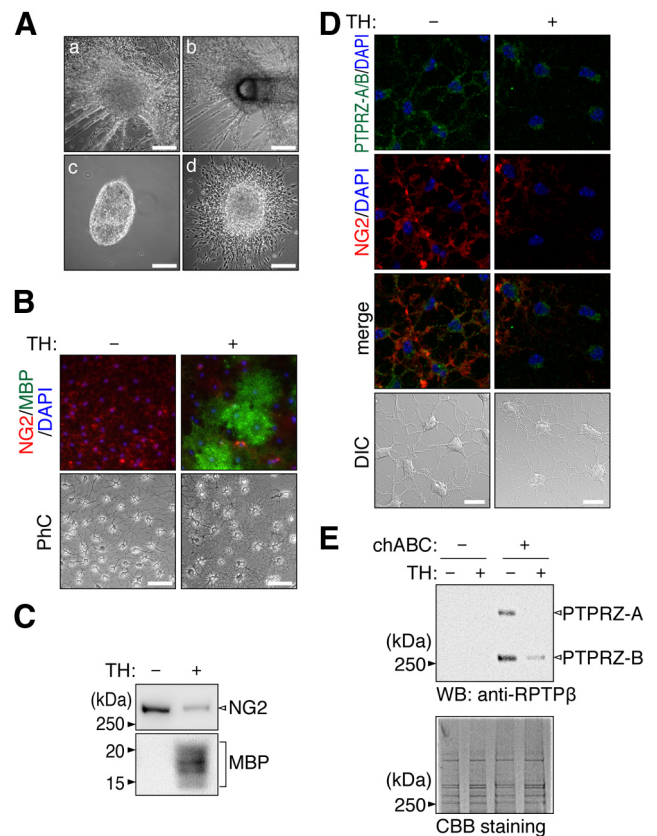 A
a
b
c
d
B
TH: – +
NG2/MBP
/DAPI
PhC
C
TH: – +
(kDa)
250
NG2
20
15
MBP
D
TH: – +
PTPRZ-A/B/DAPI
NG2/DAPI
merge
DIC
E
chABC: – +
TH: – + – +
PTPRZ-A
(kDa)
250
PTPRZ-B
WB: anti-RPTPβ
(kDa)
250
CBB staining